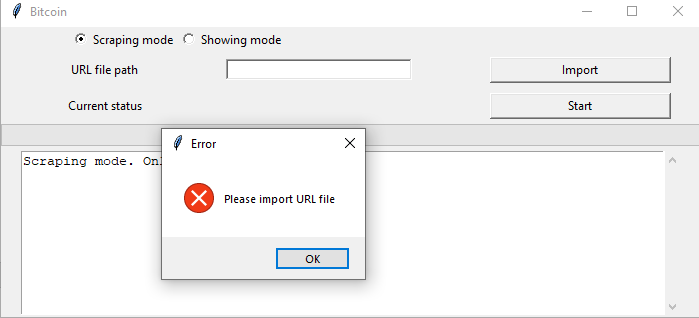 Bitcoin
Scraping mode Showing mode
URL file path
Import
Current status
Start
Error
Scraping mode.
Please import URL file
OK